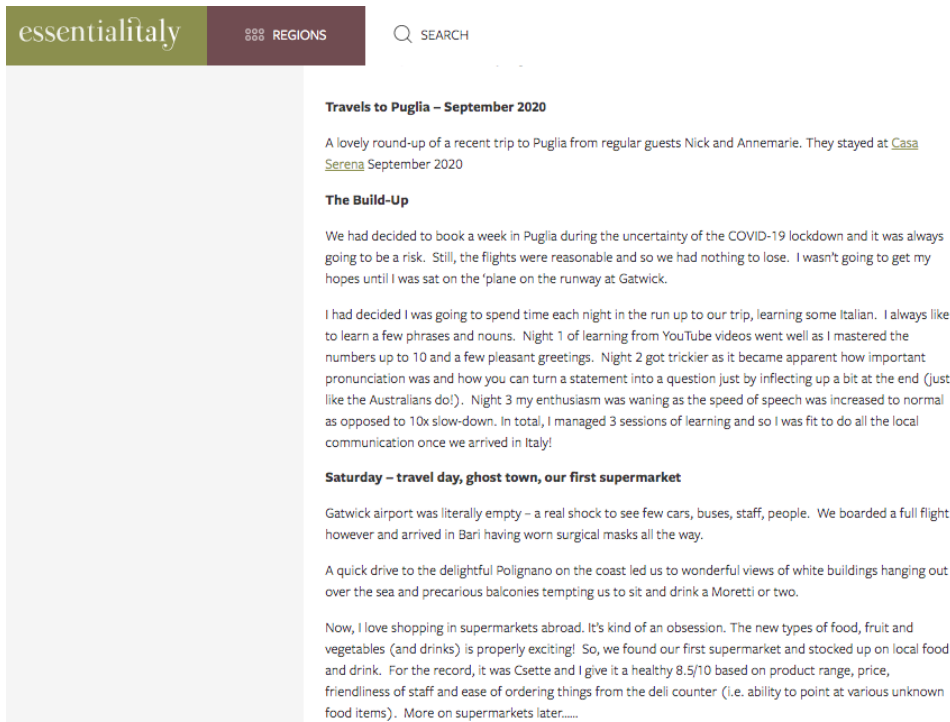 essentialitaly
REGIONS
SEARCH
Travels to Puglia – September 2020
A lovely round-up of a recent trip to Puglia from regular guests Nick and Annemarie. They stayed at Casa
Serena September 2020
The Build-Up
We had decided to book a week in Puglia during the uncertainty of the COVID-19 lockdown and it was always
going to be a risk.  Still, the flights were reasonable and so we had nothing to lose.  I wasn't going to get my
hopes until I was sat on the ‘plane on the runway at Gatwick.
I had decided I was going to spend time each night in the run up to our trip, learning some Italian.  I always like
to learn a few phrases and nouns.  Night 1 of learning from YouTube videos went well as I mastered the
numbers up to 10 and a few pleasant greetings.  Night 2 got trickier as it became apparent how important
pronunciation was and how you can turn a statement into a question just by inflecting up a bit at the end (just
like the Australians do!).  Night 3 my enthusiasm was waning as the speed of speech was increased to normal
as opposed to 10x slow-down. In total, I managed 3 sessions of learning and so I was fit to do all the local
communication once we arrived in Italy!
Saturday – travel day, ghost town, our first supermarket
Gatwick airport was literally empty – a real shock to see few cars, buses, staff, people.  We boarded a full flight
however and arrived in Bari having worn surgical masks all the way.
A quick drive to the delightful Polignano on the coast led us to wonderful views of white buildings hanging out
over the sea and precarious balconies tempting us to sit and drink a Moretti or two.
Now, I love shopping in supermarkets abroad. It's kind of an obsession. The new types of food, fruit and
vegetables (and drinks) is properly exciting!  So, we found our first supermarket and stocked up on local food
and drink.  For the record, it was Csette and I give it a healthy 8.5/10 based on product range, price,
friendliness of staff and ease of ordering things from the deli counter (i.e. ability to point at various unknown
food items).  More on supermarkets later......